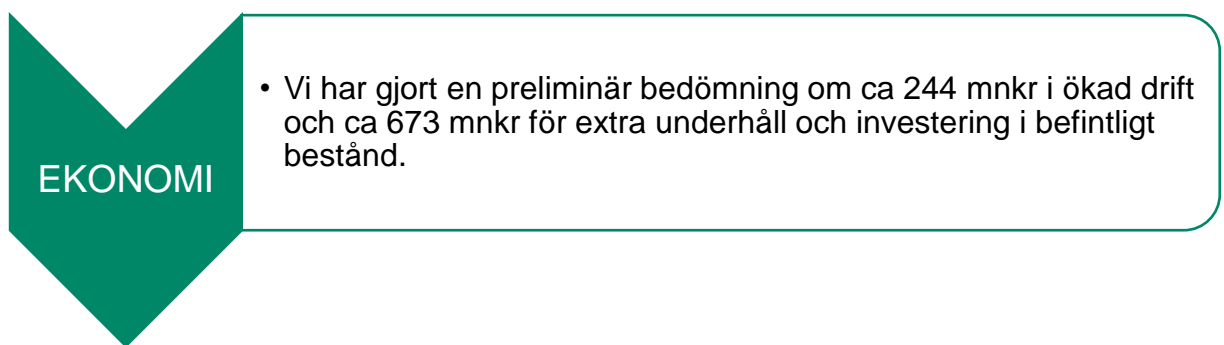 EKONOMI
• Vi har gjort en preliminär bedömning om ca 244 mnkr i ökad drift
och ca 673 mnkr för extra underhåll och investering i befintligt
bestånd.